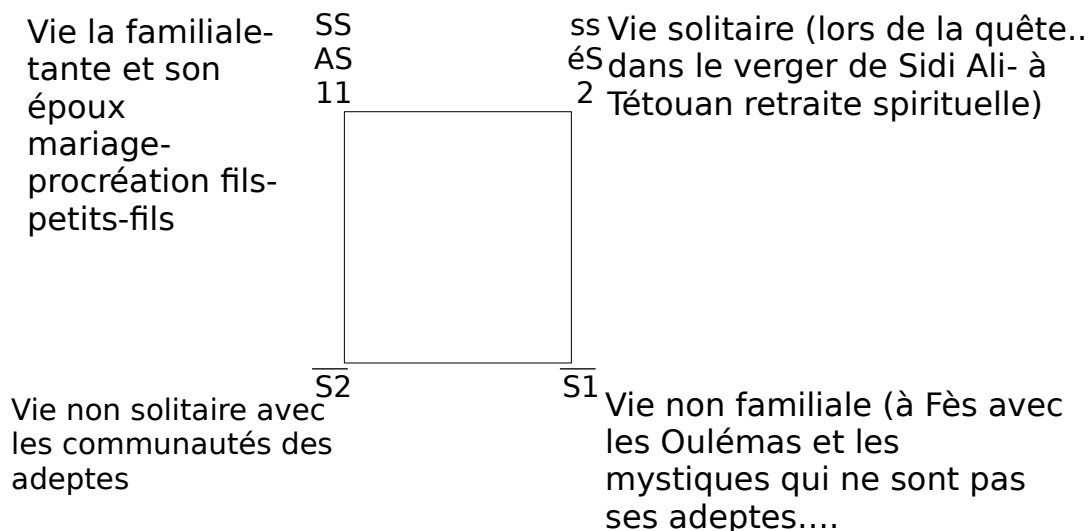 Vie la familiale-
tante et son
époux
mariage-
procréation fils-
petits-fils
SS
AS
11
ss
éS
2
Vie solitaire (lors de la quête..
dans le verger de Sidi Ali- à
Tétouan retraite spirituelle)
S2
S1
Vie non solitaire avec
les communautés des
adeptes
Vie non familiale (à Fès avec
les Oulémas et les
mystiques qui ne sont pas
ses adeptes....